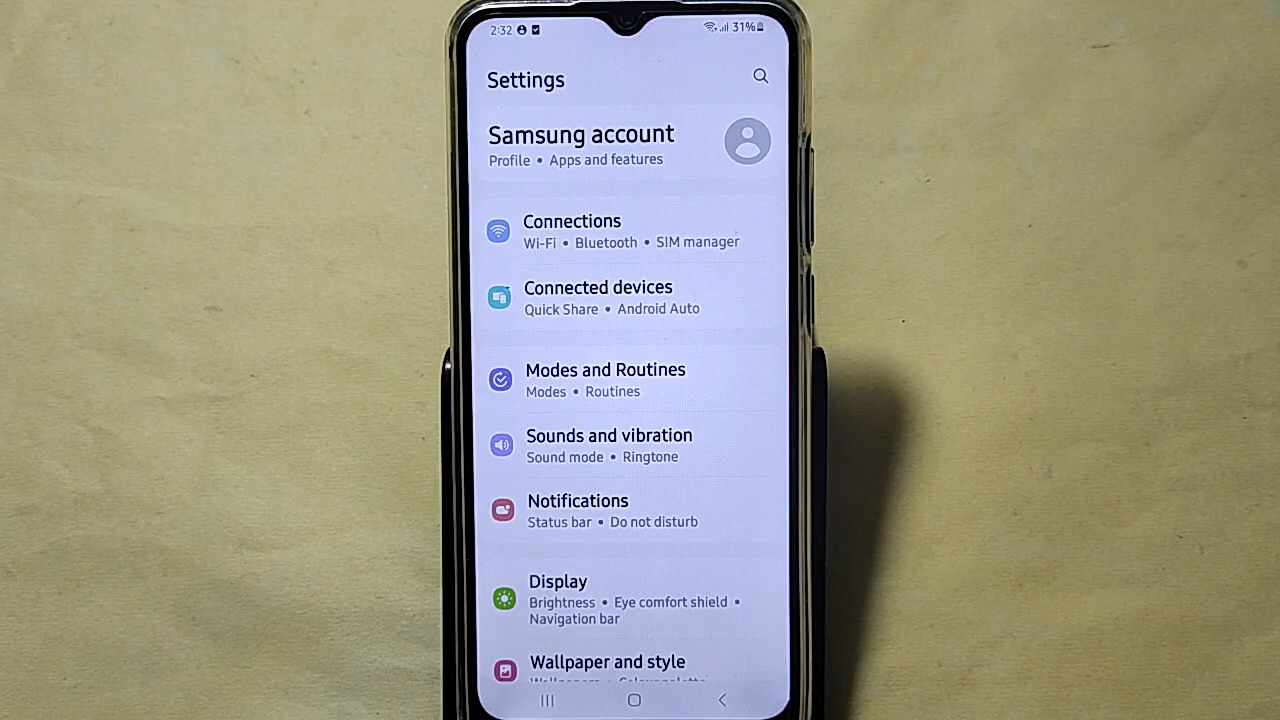 2:32
31%
Settings
Samsung account
Profile • Apps and features
Connections
Wi-Fi • Bluetooth • SIM manager
Connected devices
Quick Share • Android Auto
Modes and Routines
Modes • Routines
Sounds and vibration
Sound mode • Ringtone
Notifications
Status bar • Do not disturb
Display
Brightness • Eye comfort shield •
Navigation bar
Wallpaper and style